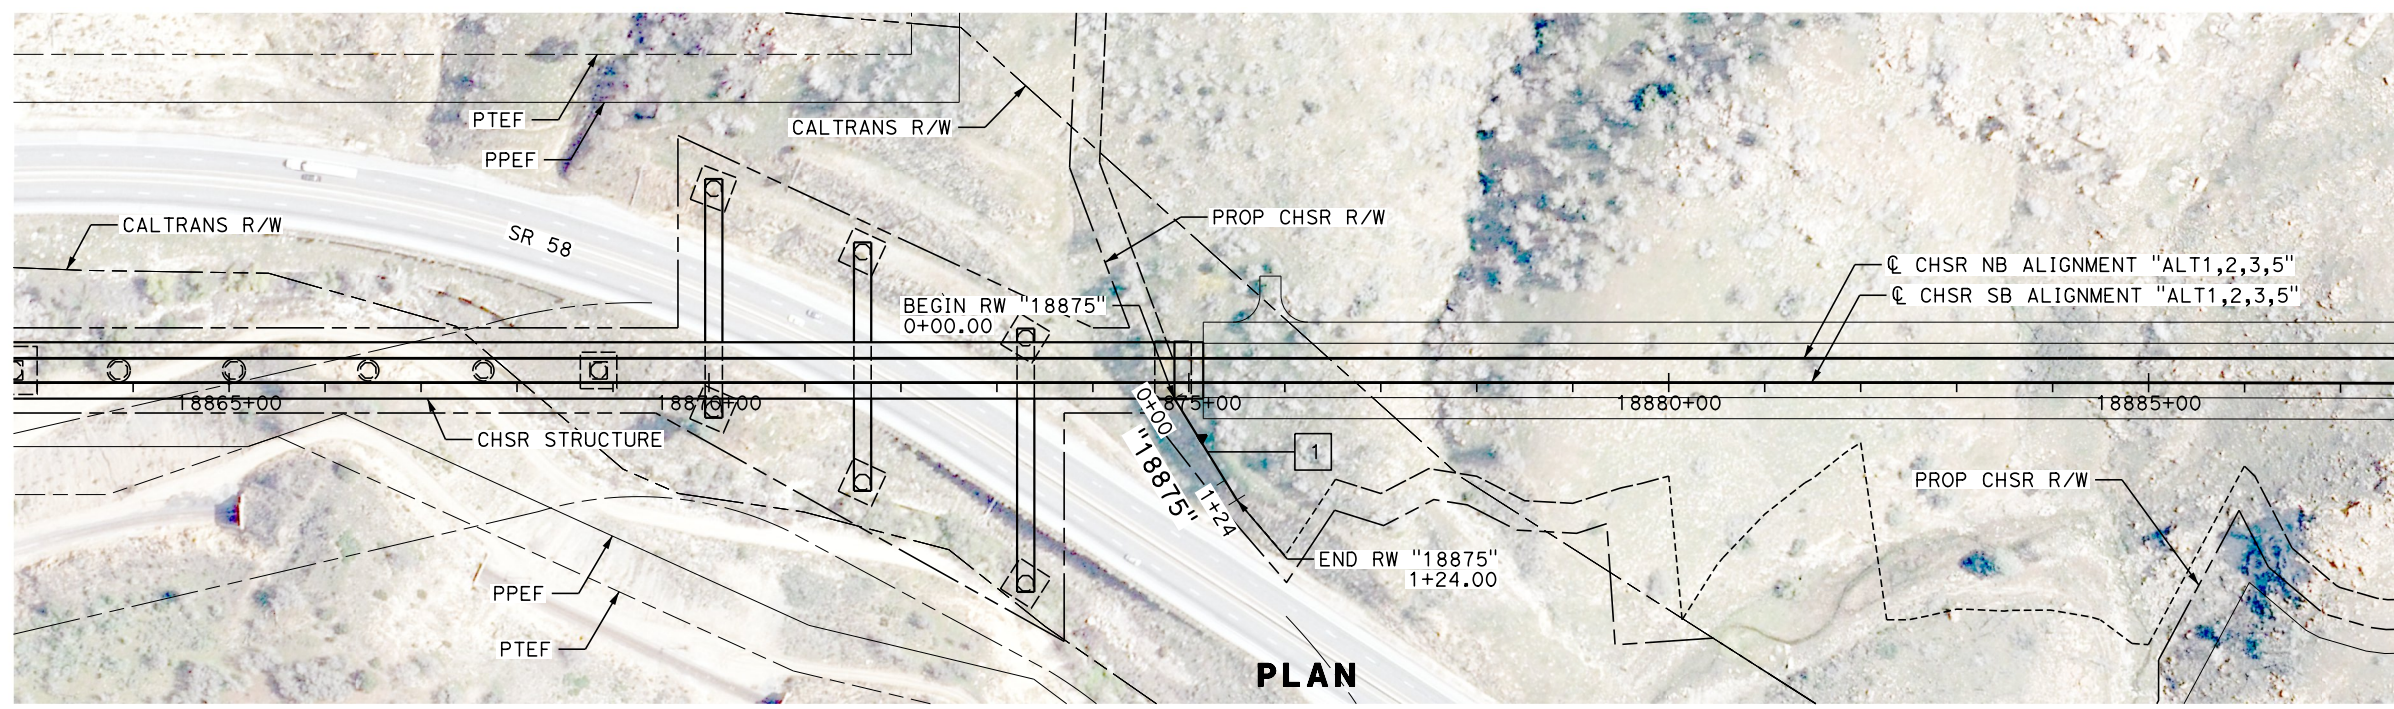 PTEF
CALTRANS R/W
PPEF
CALTRANS R/W
SR 58
PROP CHSR R/W
℄ CHSR NB ALIGNMENT "ALT1,2,3,5"
℄ CHSR SB ALIGNMENT "ALT1,2,3,5"
BEGIN RW "18875"
0+00.00
18865+00
18870+00
875+00
18880+00
18885+00
0+00
CHSR STRUCTURE
"18875"
1
1+24
PROP CHSR R/W
END RW "18875"
1+24.00
PPEF
PTEF
PLAN